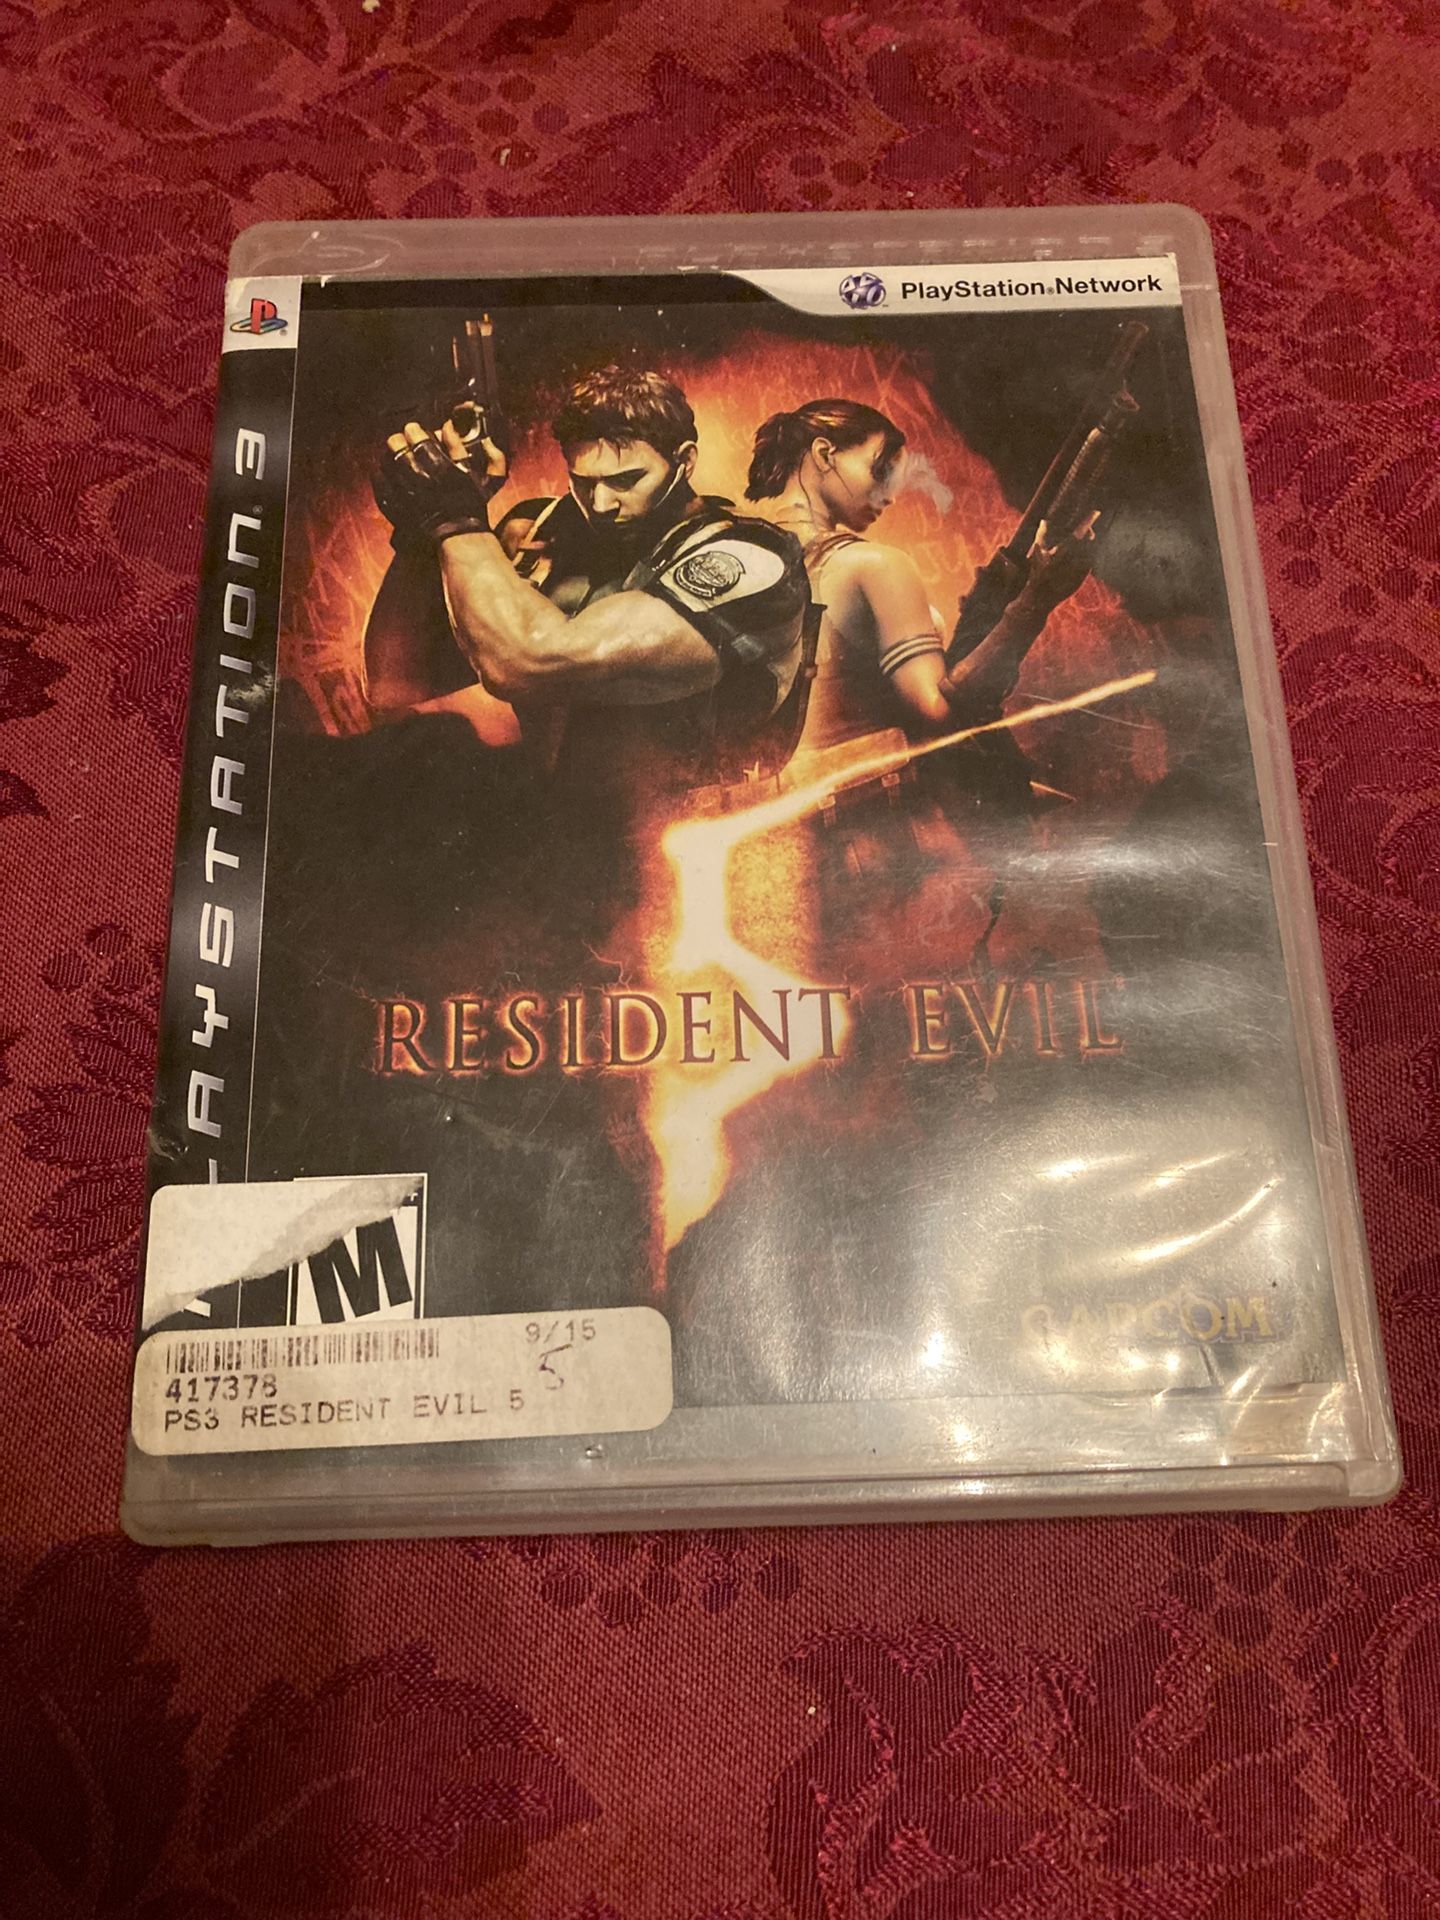 PlayStation®Network
PLAYSTATION®3
5
RESIDENT EVIL
M
CAPCOM
9/15
5
417378
PS3 RESIDENT EVIL 5